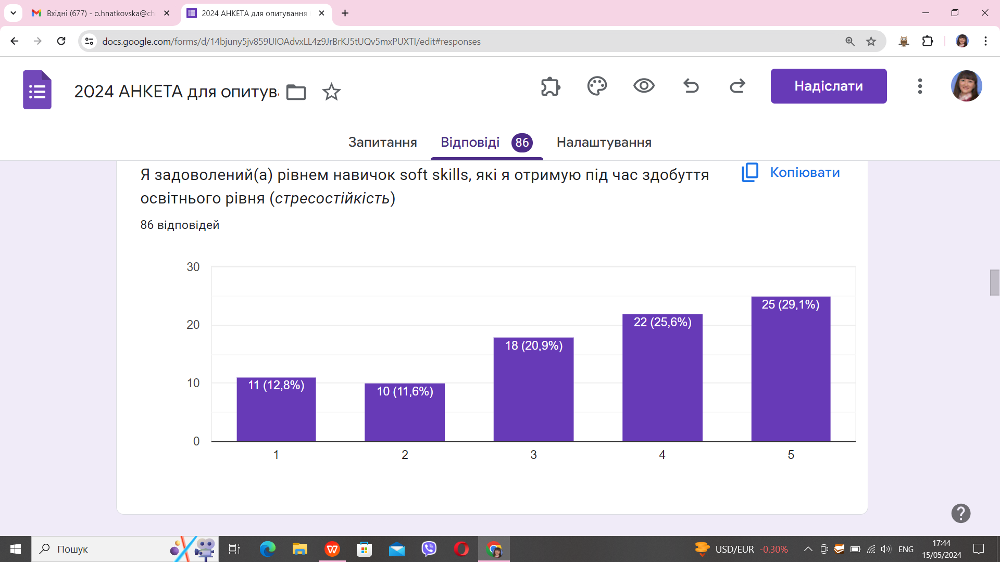 Вхідні (677) - o.hnatkovska@ch
2024 АНКЕТА для опитування
docs.google.com/forms/d/14bjuny5jv859UIOAdvxLL4z9JrBrKJ5tUQv5mxPUXTI/edit#responses
2024 АНКЕТА для опитув
Надіслати
Запитання
Відповіді 86
Налаштування
Я задоволений(а) рівнем навичок soft skills, які я отримую під час здобуття
освітнього рівня (стресостійкість)
Копіювати
86 відповідей
30
20
10
0
11 (12,8%)
10 (11,6%)
18 (20,9%)
22 (25,6%)
25 (29,1%)
1 2 3 4 5
Пошук
USD/EUR -0.30%
ENG
17:44
15/05/2024